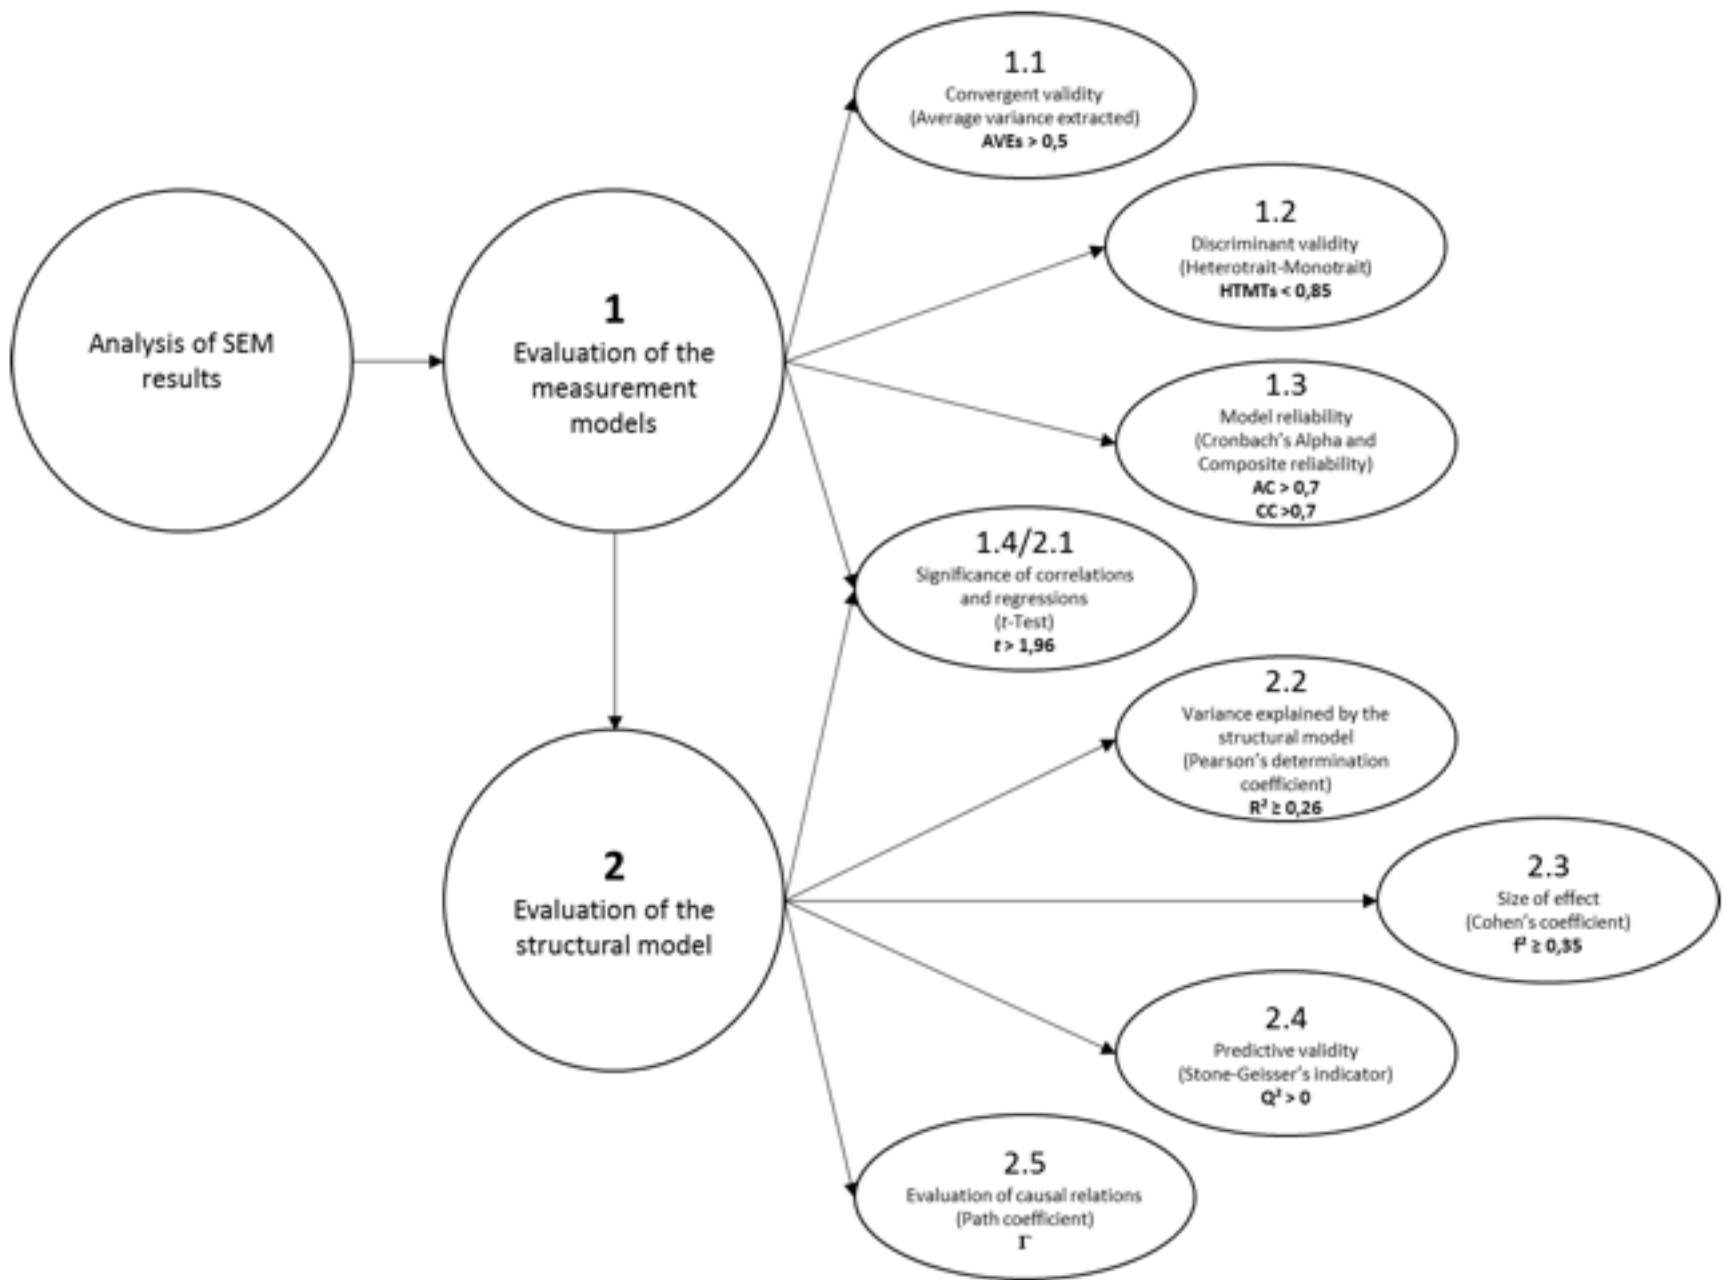 Analysis of SEM
results
1
Evaluation of the
measurement
models
2
Evaluation of the
structural model
1.1
Convergent validity
(Average variance extracted)
AVEs > 0,5
1.2
Discriminant validity
(Heterotrait-Monotrait)
HTMTs < 0,85
1.3
Model reliability
(Cronbach's Alpha and
Composite reliability)
AC > 0,7
CC >0,7
1.4/2.1
Significance of correlations
and regressions
(t-Test)
t > 1,96
2.2
Variance explained by the
structural model
(Pearson's determination
coefficient)
R² ≥ 0,26
2.3
Size of effect
(Cohen's coefficient)
f² ≥ 0,35
2.4
Predictive validity
(Stone-Geisser's indicator)
Q² > 0
2.5
Evaluation of causal relations
(Path coefficient)
Γ